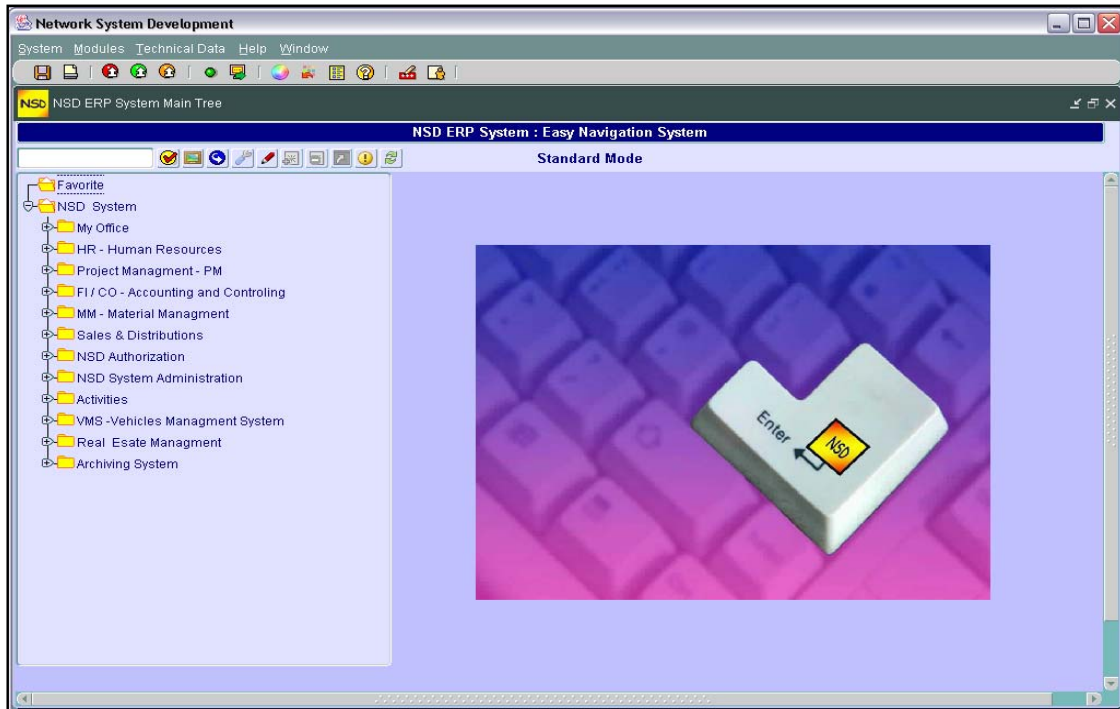 Network System Development
System Modules Technical Data Help Window
NSD NSD ERP System Main Tree
NSD ERP System : Easy Navigation System
Standard Mode
Favorite
NSD System
My Office
HR - Human Resources
Project Managment - PM
FI / CO - Accounting and Controling
MM - Material Managment
Sales & Distributions
NSD Authorization
NSD System Administration
Activities
VMS -Vehicles Managment System
Real Esate Managment
Archiving System
Enter
NSD